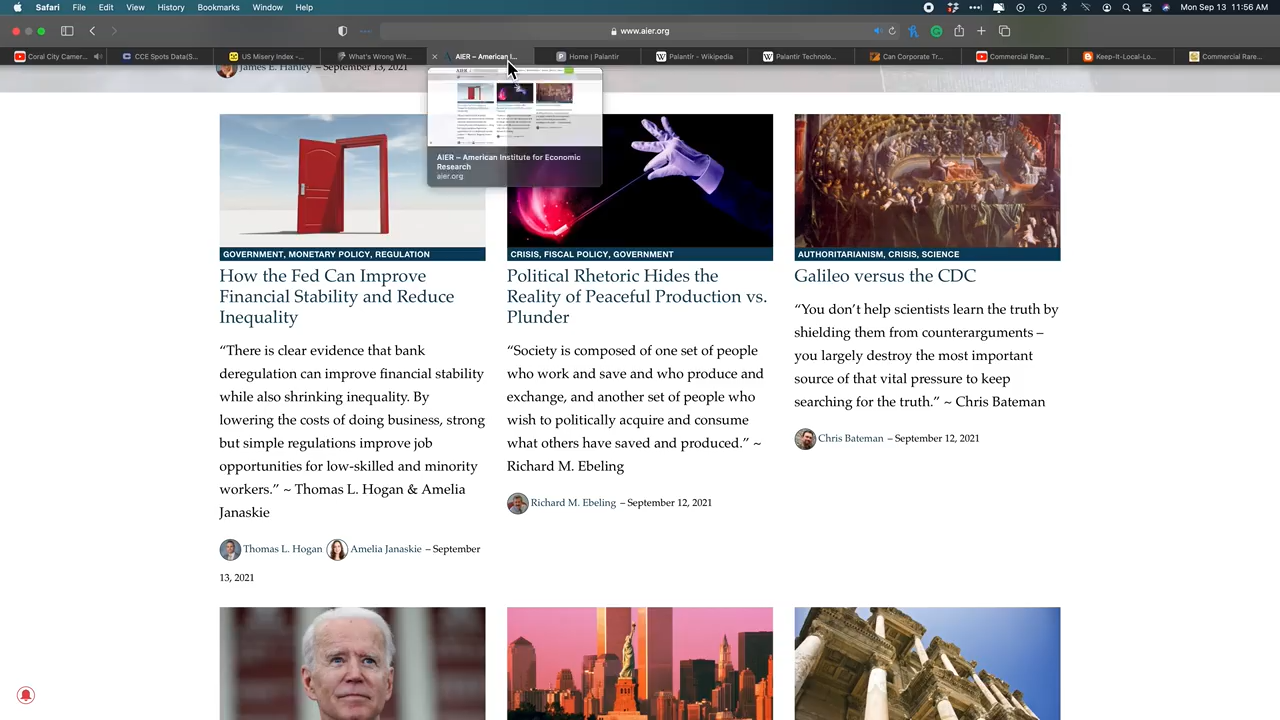 Safari File Edit View History Bookmarks Window Help
Mon Sep 13 11:56 AM
www.aier.org
Coral City Camer...
CCE Spots Data(S...
US Misery Index -...
What's Wrong Wit...
AIER – American I...
Home | Palantir
Palantir - Wikipedia
Palantir Technolo...
Can Corporate Tr...
Commercial Rare...
Keep-It-Local-Lo...
Commercial Rare...
James E. Hanley – September 13, 2021
AIER – American Institute for Economic
Research
aier.org
GOVERNMENT, MONETARY POLICY, REGULATION
How the Fed Can Improve
Financial Stability and Reduce
Inequality
“There is clear evidence that bank
deregulation can improve financial stability
while also shrinking inequality. By
lowering the costs of doing business, strong
but simple regulations improve job
opportunities for low-skilled and minority
workers.” ~ Thomas L. Hogan & Amelia
Janaskie
Thomas L. Hogan Amelia Janaskie – September
13, 2021
CRISIS, FISCAL POLICY, GOVERNMENT
Political Rhetoric Hides the
Reality of Peaceful Production vs.
Plunder
“Society is composed of one set of people
who work and save and who produce and
exchange, and another set of people who
wish to politically acquire and consume
what others have saved and produced.” ~
Richard M. Ebeling
Richard M. Ebeling – September 12, 2021
AUTHORITARIANISM, CRISIS, SCIENCE
Galileo versus the CDC
“You don’t help scientists learn the truth by
shielding them from counterarguments –
you largely destroy the most important
source of that vital pressure to keep
searching for the truth.” ~ Chris Bateman
Chris Bateman – September 12, 2021